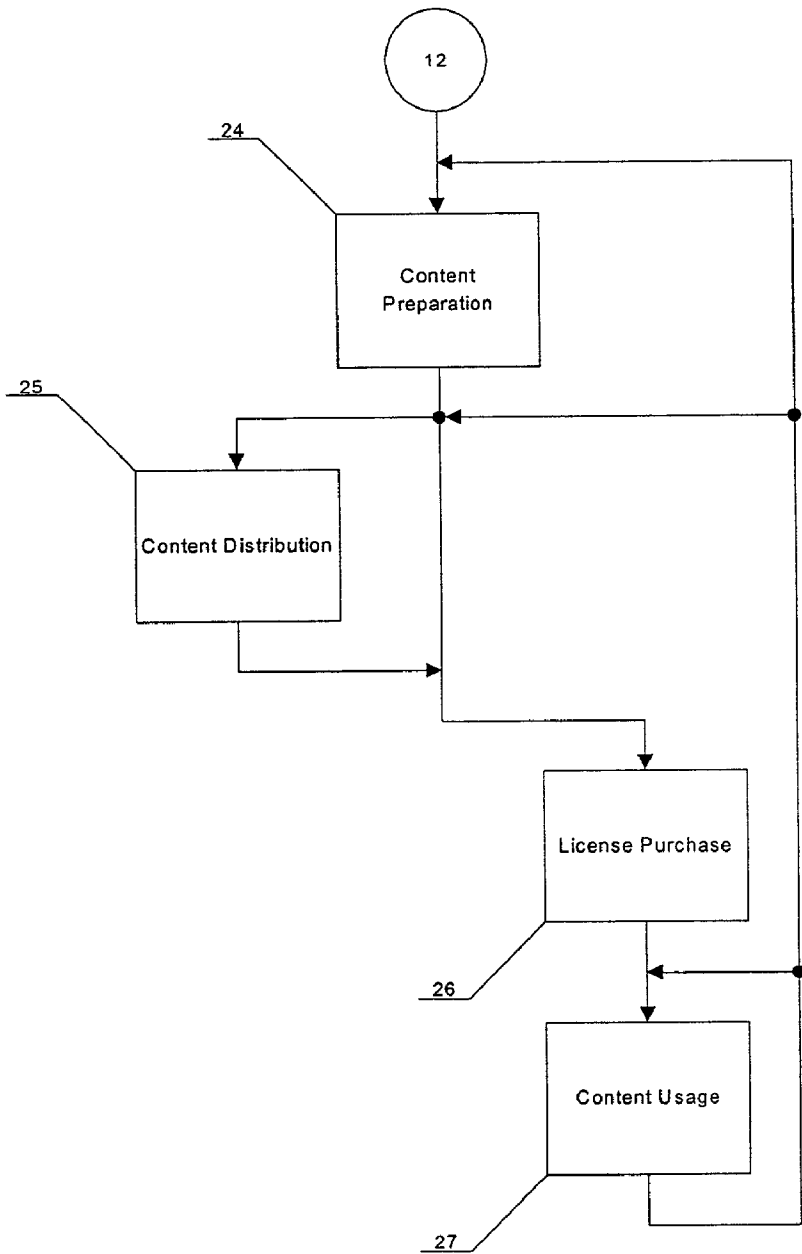 12
24
Content
Preparation
25
Content Distribution
License Purchase
26
Content Usage
27